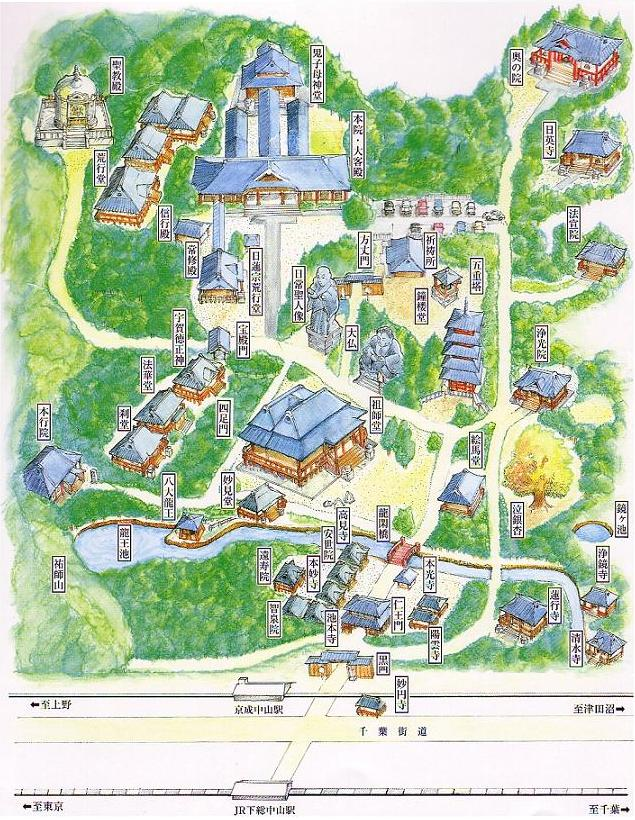 奥の院
聖教殿
鬼子母神堂
日英寺
本院・大客殿
荒行堂
信行殿
法宣院
常修殿
日蓮宗荒行堂
万丈門
祈祷所
五重塔
日常聖人像
鐘楼堂
宇賀徳正神
宝殿門
大仏
浄光院
法華堂
刹堂
四足門
祖師堂
本行院
絵馬堂
八大龍王
妙見堂
泣銀杏
鏡ヶ池
龍王池
高見寺
龍閑橋
安世院
祐師山
遠寿院
本妙寺
本光寺
浄鏡寺
智泉院
池本寺
仁王門
陽雲寺
蓮行寺
清水寺
黒門
妙円寺
←至上野
京成中山駅
至津田沼→
千葉街道
←至東京
JR下総中山駅
至千葉→